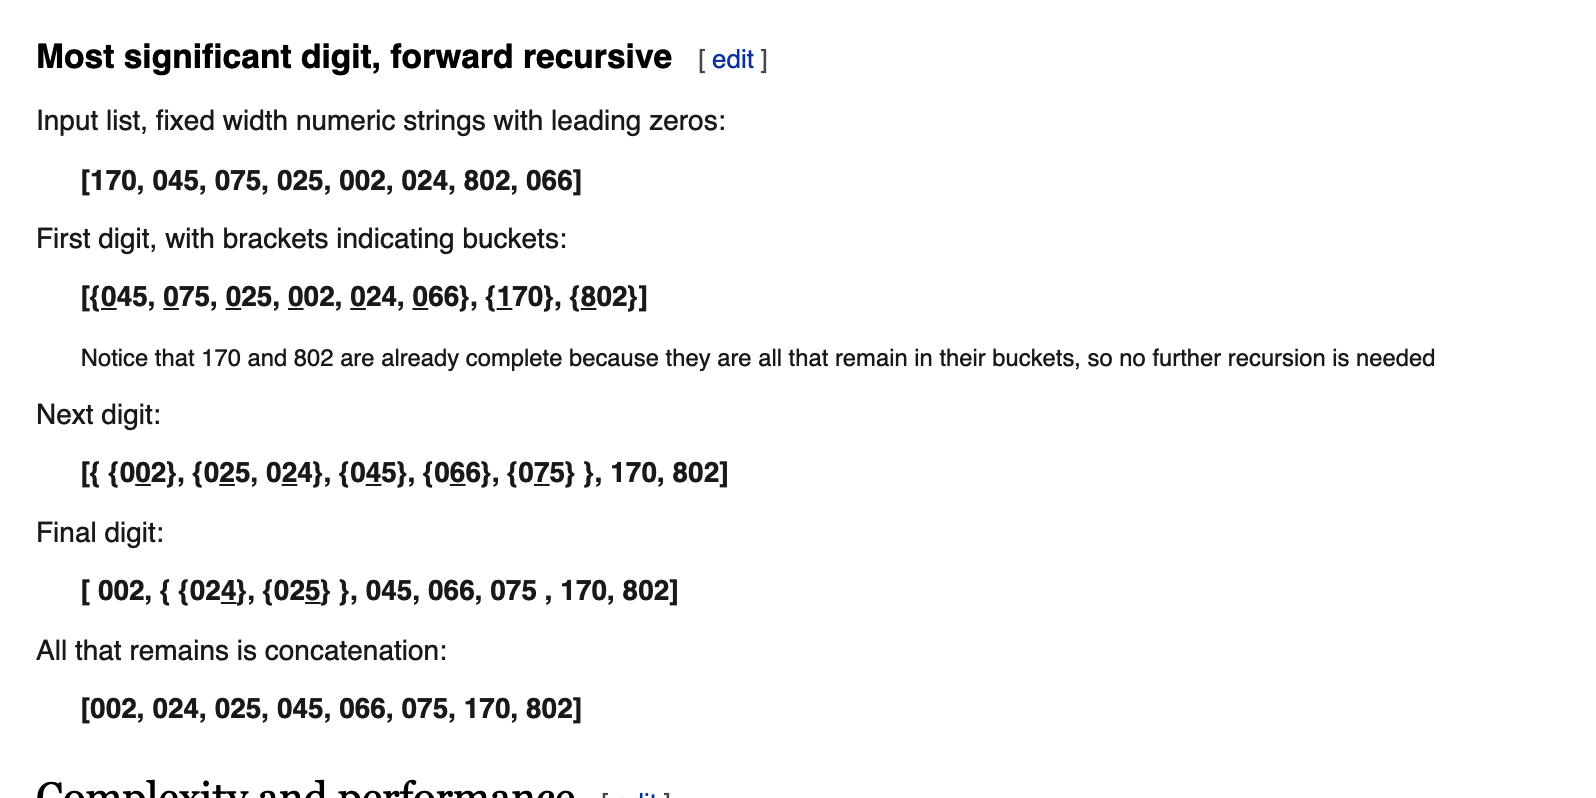 Most significant digit, forward recursive [ edit ]
Input list, fixed width numeric strings with leading zeros:
[170, 045, 075, 025, 002, 024, 802, 066]
First digit, with brackets indicating buckets:
[{045, 075, 025, 002, 024, 066}, {170}, {802}]
Notice that 170 and 802 are already complete because they are all that remain in their buckets, so no further recursion is needed
Next digit:
[{ {002}, {025, 024}, {045}, {066}, {075} }, 170, 802]
Final digit:
[ 002, { {024}, {025} }, 045, 066, 075 , 170, 802]
All that remains is concatenation:
[002, 024, 025, 045, 066, 075, 170, 802]
Complexity and performance [ edit ]